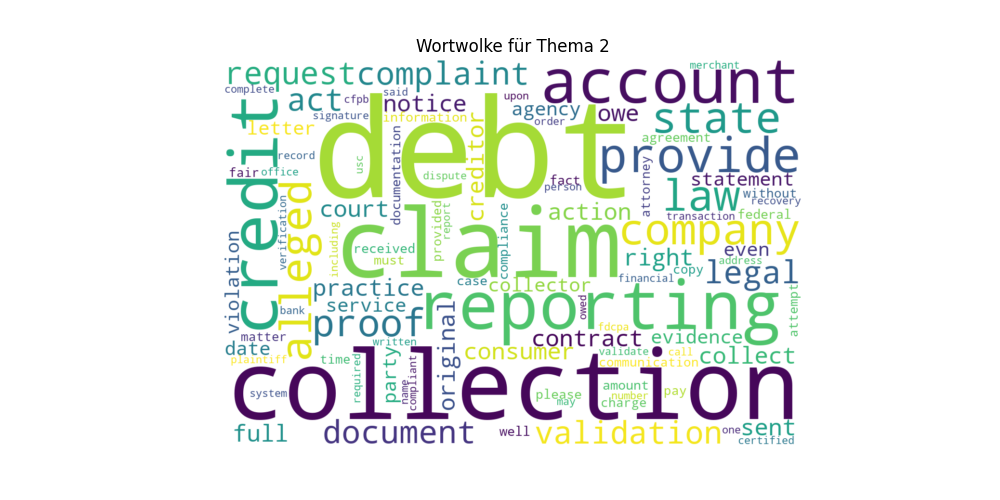 Wortwolke für Thema 2
merchant
request complaint account
complete said upon
act cfpb notice agency owe state
signature information order
letter creditor agreement
debt
credit
record usc documentation provide
fair office dispute fact person attorney statement
alleged law without recovery
verification court provided report compliance action transaction federal
claim company
violation including received must right even
copy address
practice case collector financial legal
bank service reporting owed attempt
proof fdcpa
matter written original contract evidence
date consumer validate call collect
plaintiff time party communication
required name compliant
collection
system please may amount number charge pay
full document well validation one sent
certified